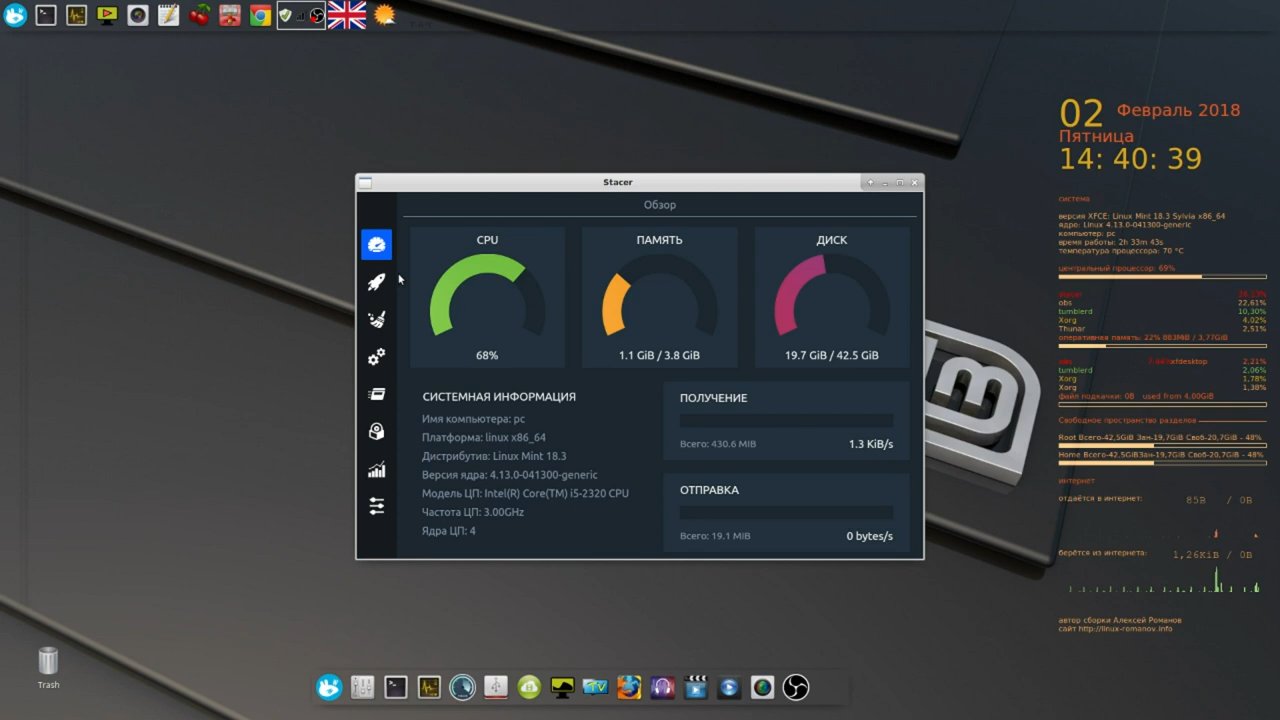 Stacer
Обзор
CPU
68%
ПАМЯТЬ
1.1 GiB / 3.8 GiB
ДИСК
19.7 GiB / 42.5 GiB
СИСТЕМНАЯ ИНФОРМАЦИЯ
Имя компьютера: pc
Платформа: linux x86_64
Дистрибутив: Linux Mint 18.3
Версия ядра: 4.13.0-041300-generic
Модель ЦП: Intel(R) Core(TM) i5-2320 CPU
Частота ЦП: 3.00GHz
Ядра ЦП: 4
ПОЛУЧЕНИЕ
Всего: 430.6 MIB
1.3 KiB/s
ОТПРАВКА
Всего: 19.1 MIB
0 bytes/s
02 Февраль 2018
Пятница
14: 40: 39
система
версия XFCE: Linux Mint 18.3 Sylvia x86_64
ядро: Linux 4.13.0-041300-generic
компьютер: pc
время работы: 2h 33m 43s
температура процессора: 70 °C
центральный процессор: 69%
stacer
obs 22,61%
tumblerd 10,30%
Xorg 4,02%
Thunar 2,51%
оперативная память: 22% 883MiB / 3,77GiB
xfdesktop 2,21%
tumblerd 2,06%
Xorg 1,78%
Xorg 1,38%
файл подкачки: 0B used from 4,00GiB
Свободное пространство разделов
Root Всего-42,5GiB Зан-19,7GiB Своб-20,7GiB - 48%
Home Всего-42,5GiB Зан-19,7GiB Своб-20,7GiB - 48%
интернет
отдаётся в интернет: 85B / 0B
берётся из интернета: 1,26KiB / 0B
автор сборки Алексей Романов
сайт http://linux-romanov.info
TV
Trash